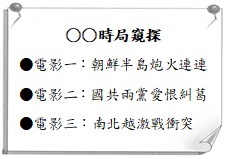 ○○時局窺探
●電影一：朝鮮半島炮火連連
●電影二：國共兩黨愛恨糾葛
●電影三：南北越激戰衝突